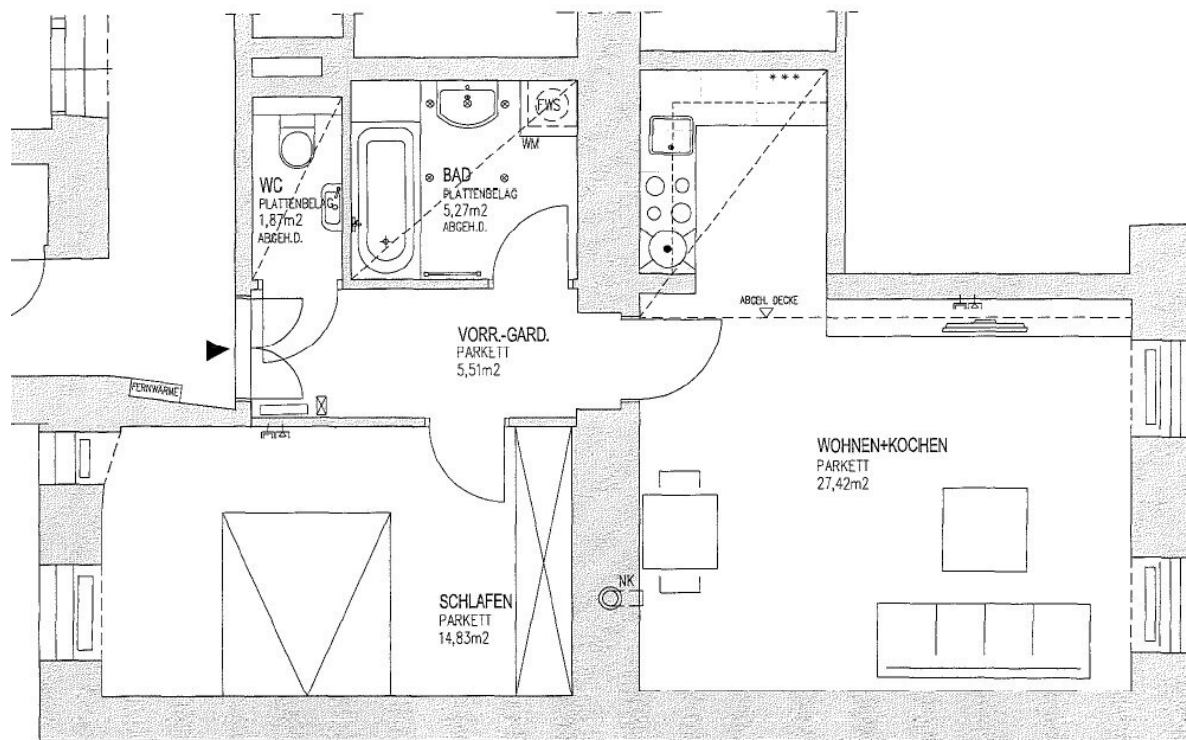 FWS
WM
WC
PLATTENBELAG
1,87m2
ABGEH.D.
BAD
PLATTENBELAG
5,27m2
ABGEH.D.
ABGEH. DECKE
VORR.-GARD.
PARKETT
5,51m2
FERNWÄRME
WOHNEN+KOCHEN
PARKETT
27,42m2
NK
SCHLAFEN
PARKETT
14,83m2